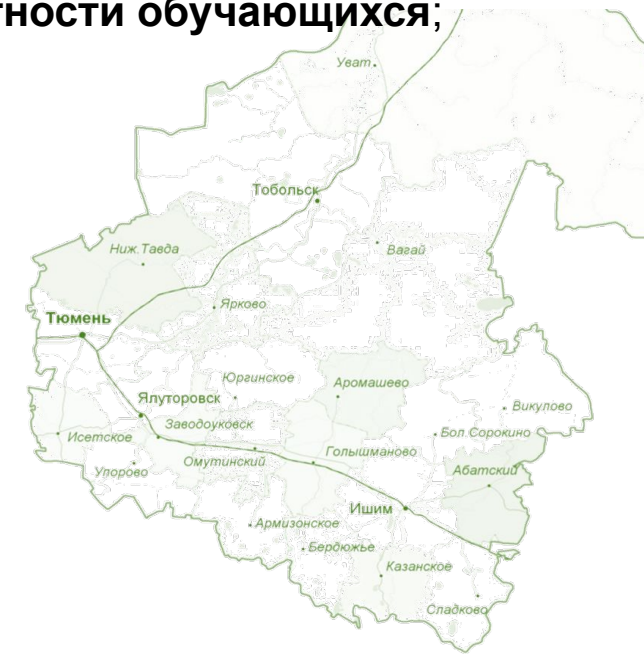 тности обучающихся;
Уват
Тобольск
Ниж.Тавда
Вагай
Ярково
Тюмень
Юргинское
Аромашево
Ялуторовск
Викулово
Заводоуковск
Бол.Сорокино
Исетское
Омутинский
Голышманово
Упорово
Абатский
Ишим
Армизонское
Бердюжье
Казанское
Сладково